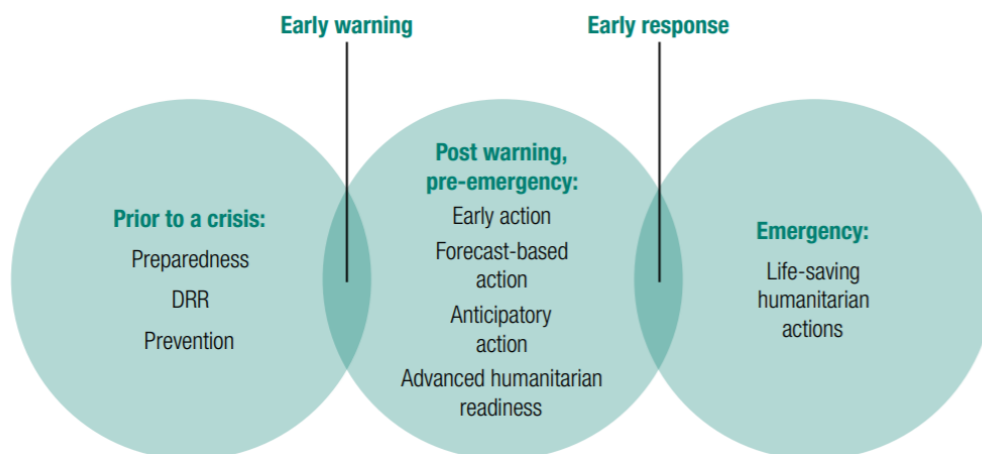 Early warning
Early response
Prior to a crisis:
Preparedness
DRR
Prevention
Post warning,
pre-emergency:
Early action
Forecast-based
action
Anticipatory
action
Advanced humanitarian
readiness
Emergency:
Life-saving
humanitarian
actions